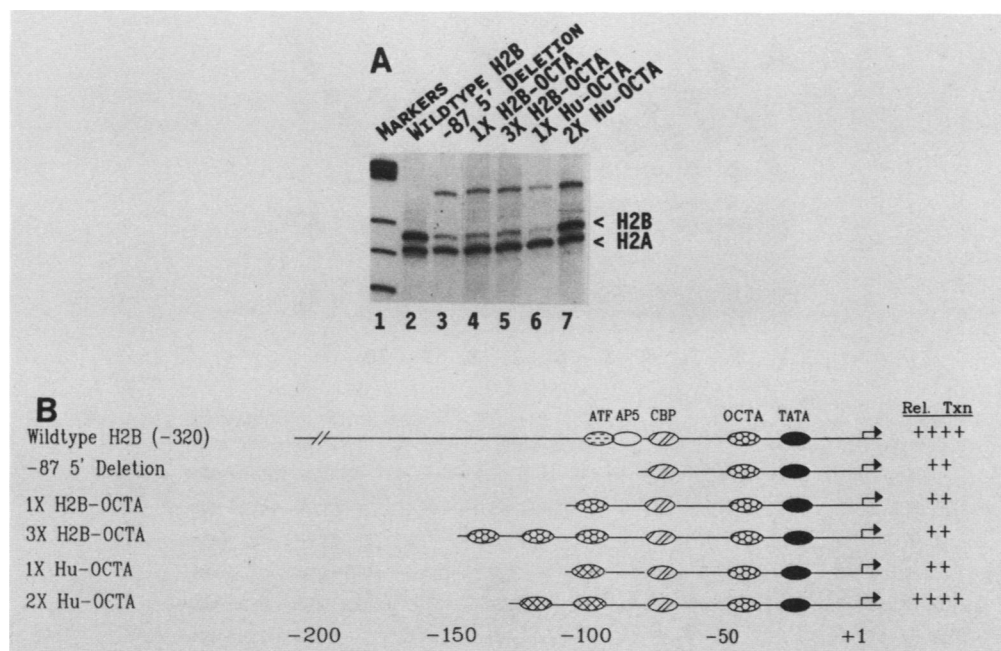 A
MARKERS
WILDTYPE H2B
-87 5' DELETION
1X H2B-OCTA
3X H2B-OCTA
1X Hu-OCTA
2X Hu-OCTA
< H2B
< H2A
1 2 3 4 5 6 7
B
ATF AP5 CBP OCTA TATA Rel. Txn
Wildtype H2B (-320) ++++
-87 5' Deletion ++
1X H2B-OCTA ++
3X H2B-OCTA ++
1X Hu-OCTA ++
2X Hu-OCTA ++++
-200 -150 -100 -50 +1